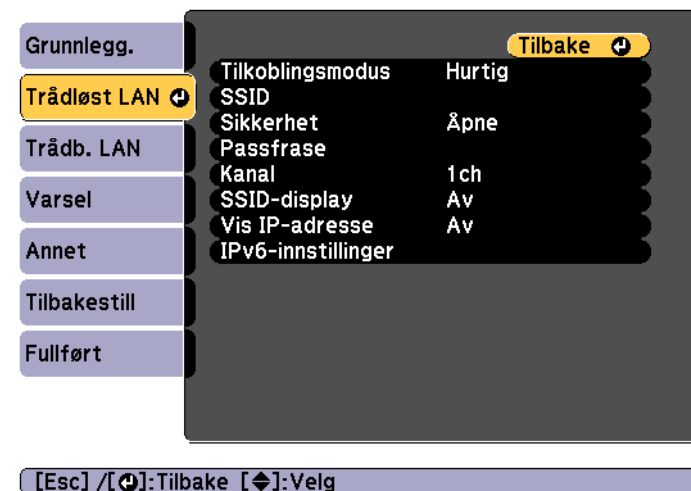 Grunnlegg.
Trådløst LAN
Trådb. LAN
Varsel
Annet
Tilbakestill
Fullført
Tilbake
Tilkoblingsmodus Hurtig
SSID
Sikkerhet Åpne
Passfrase
Kanal 1ch
SSID-display Av
Vis IP-adresse Av
IPv6-innstillinger
[Esc] /[⏎]:Tilbake [◆]:Velg